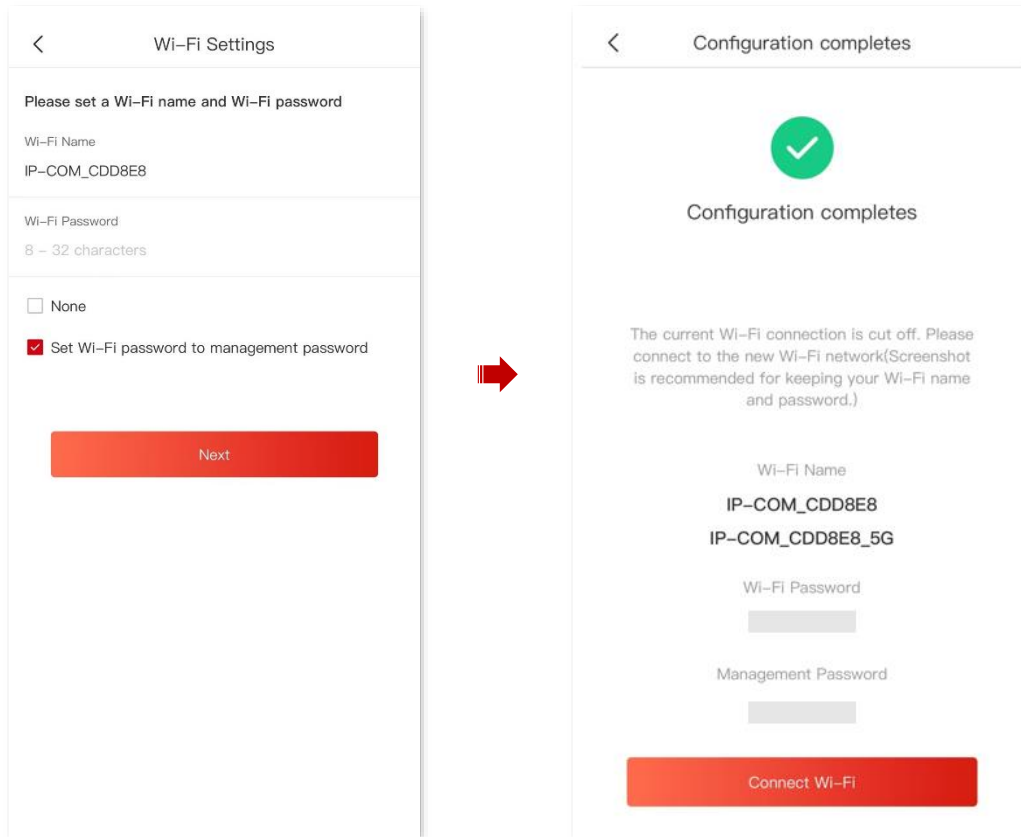 Wi-Fi Settings
Please set a Wi-Fi name and Wi-Fi password
Wi-Fi Name
IP-COM_CDD8E8
Wi-Fi Password
8 - 32 characters
None
Set Wi-Fi password to management password
Next
Configuration completes
Configuration completes
The current Wi-Fi connection is cut off. Please
connect to the new Wi-Fi network(Screenshot
is recommended for keeping your Wi-Fi name
and password.)
Wi-Fi Name
IP-COM_CDD8E8
IP-COM_CDD8E8_5G
Wi-Fi Password
Management Password
Connect Wi-Fi